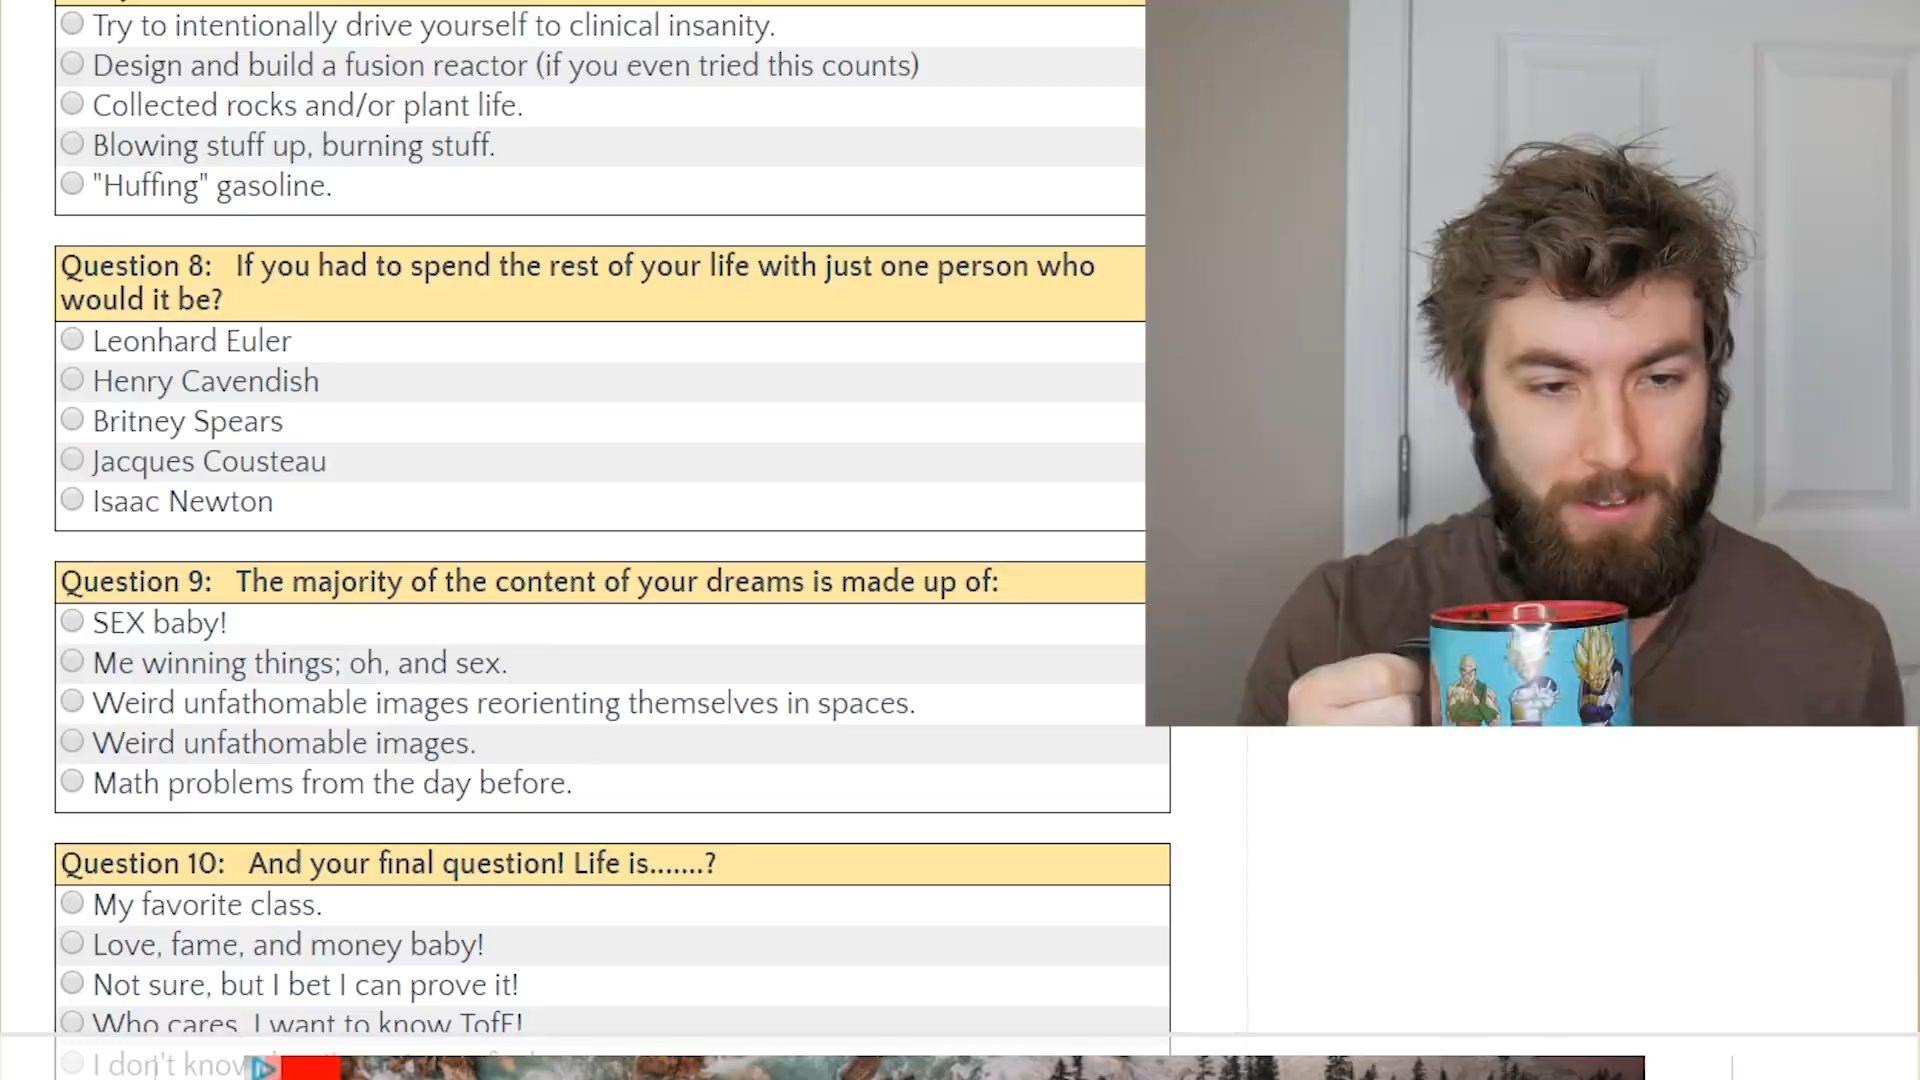 Try to intentionally drive yourself to clinical insanity.
Design and build a fusion reactor (if you even tried this counts)
Collected rocks and/or plant life.
Blowing stuff up, burning stuff.
"Huffing" gasoline.
Question 8: If you had to spend the rest of your life with just one person who
would it be?
Leonhard Euler
Henry Cavendish
Britney Spears
Jacques Cousteau
Isaac Newton
Question 9: The majority of the content of your dreams is made up of:
SEX baby!
Me winning things; oh, and sex.
Weird unfathomable images reorienting themselves in spaces.
Weird unfathomable images.
Math problems from the day before.
Question 10: And your final question! Life is.......?
My favorite class.
Love, fame, and money baby!
Not sure, but I bet I can prove it!
Who cares, I want to know TofE!
I don't know